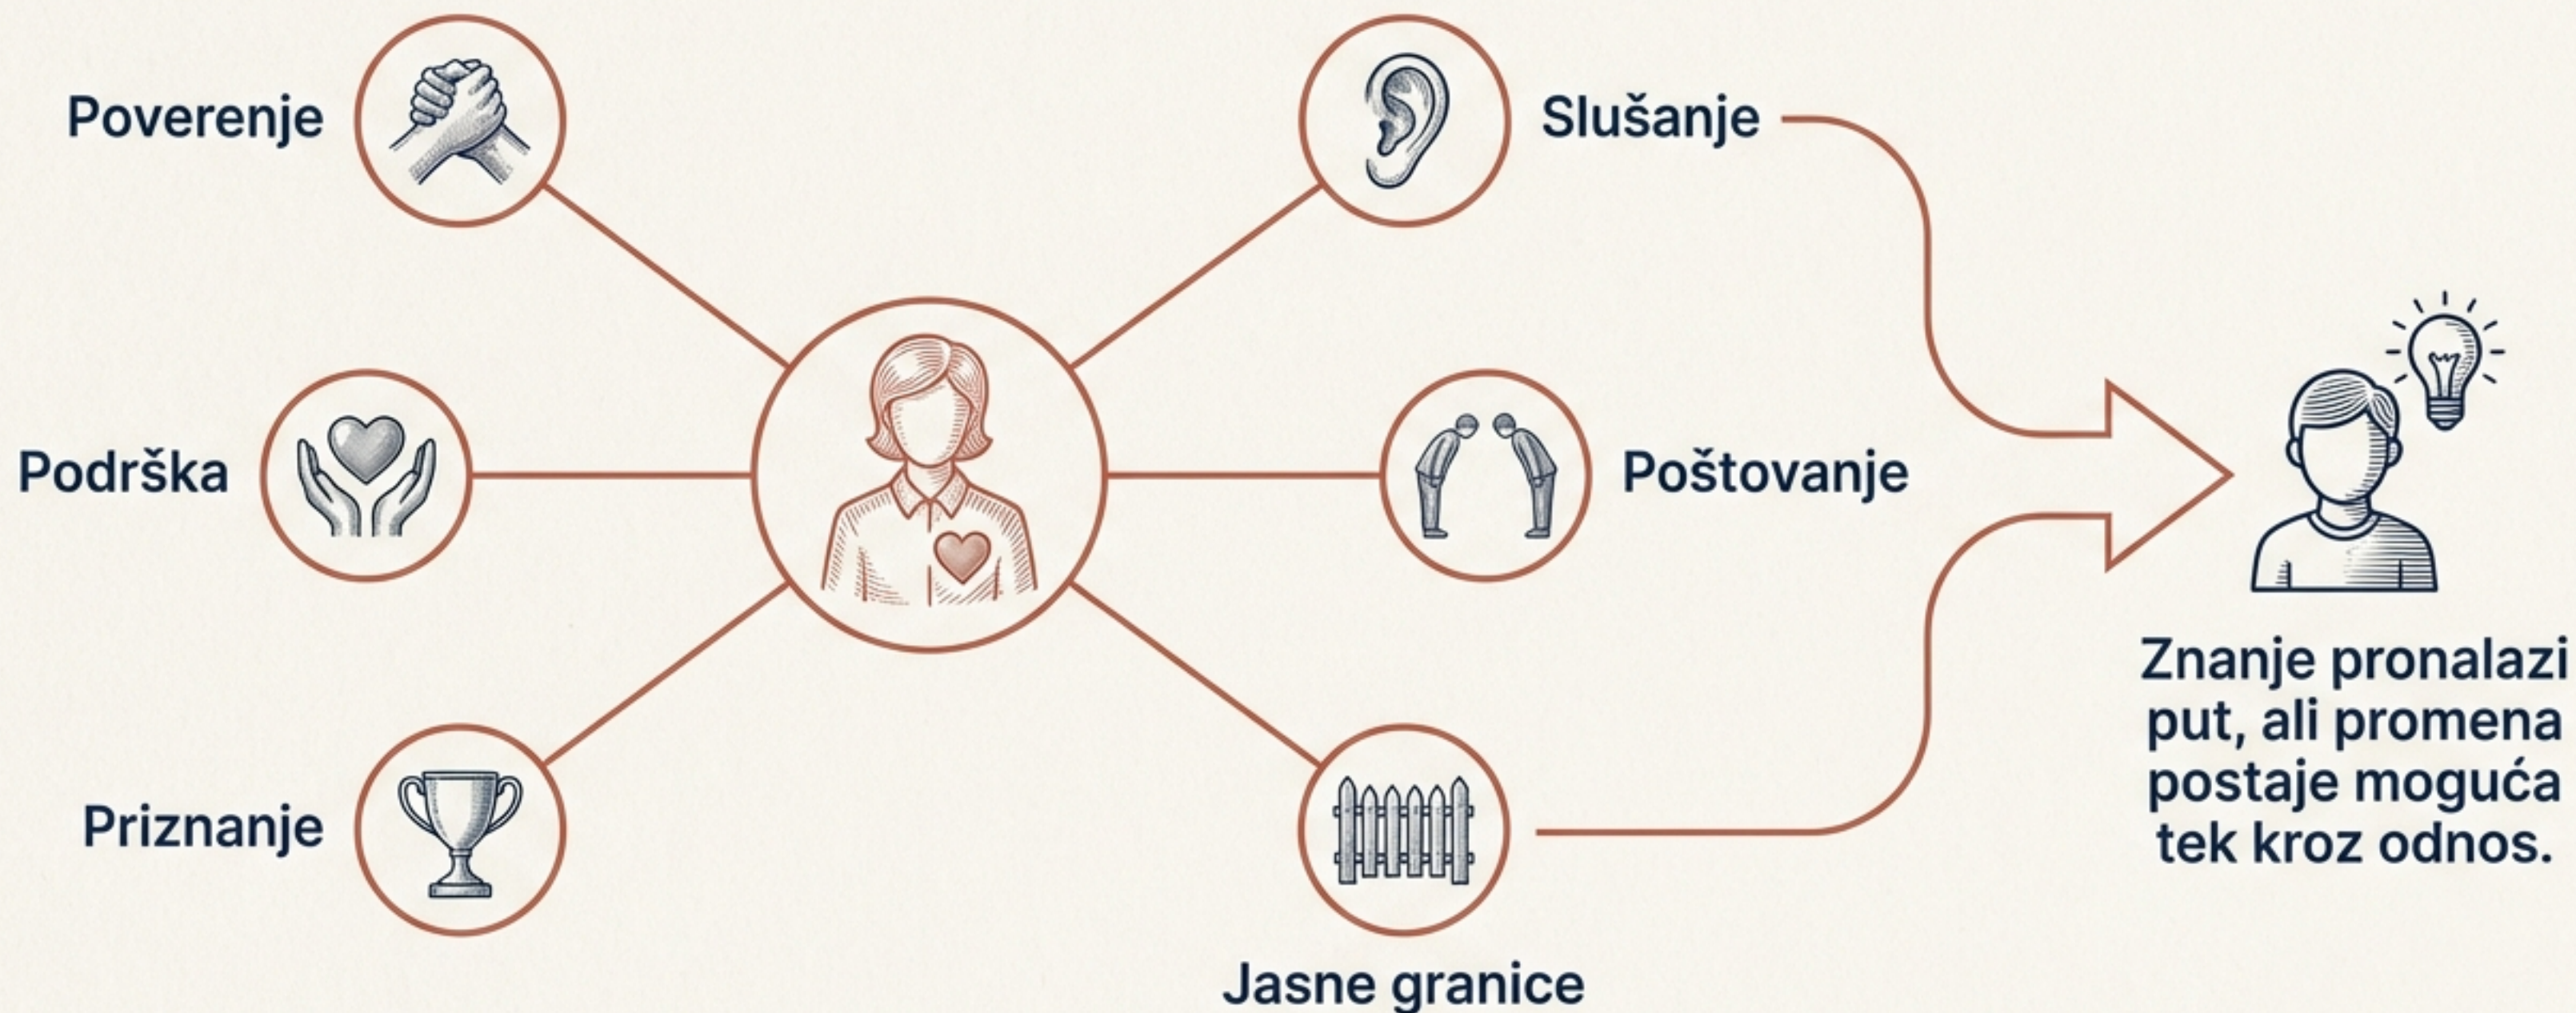 Poverenje
Slušanje
Podrška
Poštovanje
Priznanje
Jasne granice
Znanje pronalazi
put, ali promena
postaje moguća
tek kroz odnos.